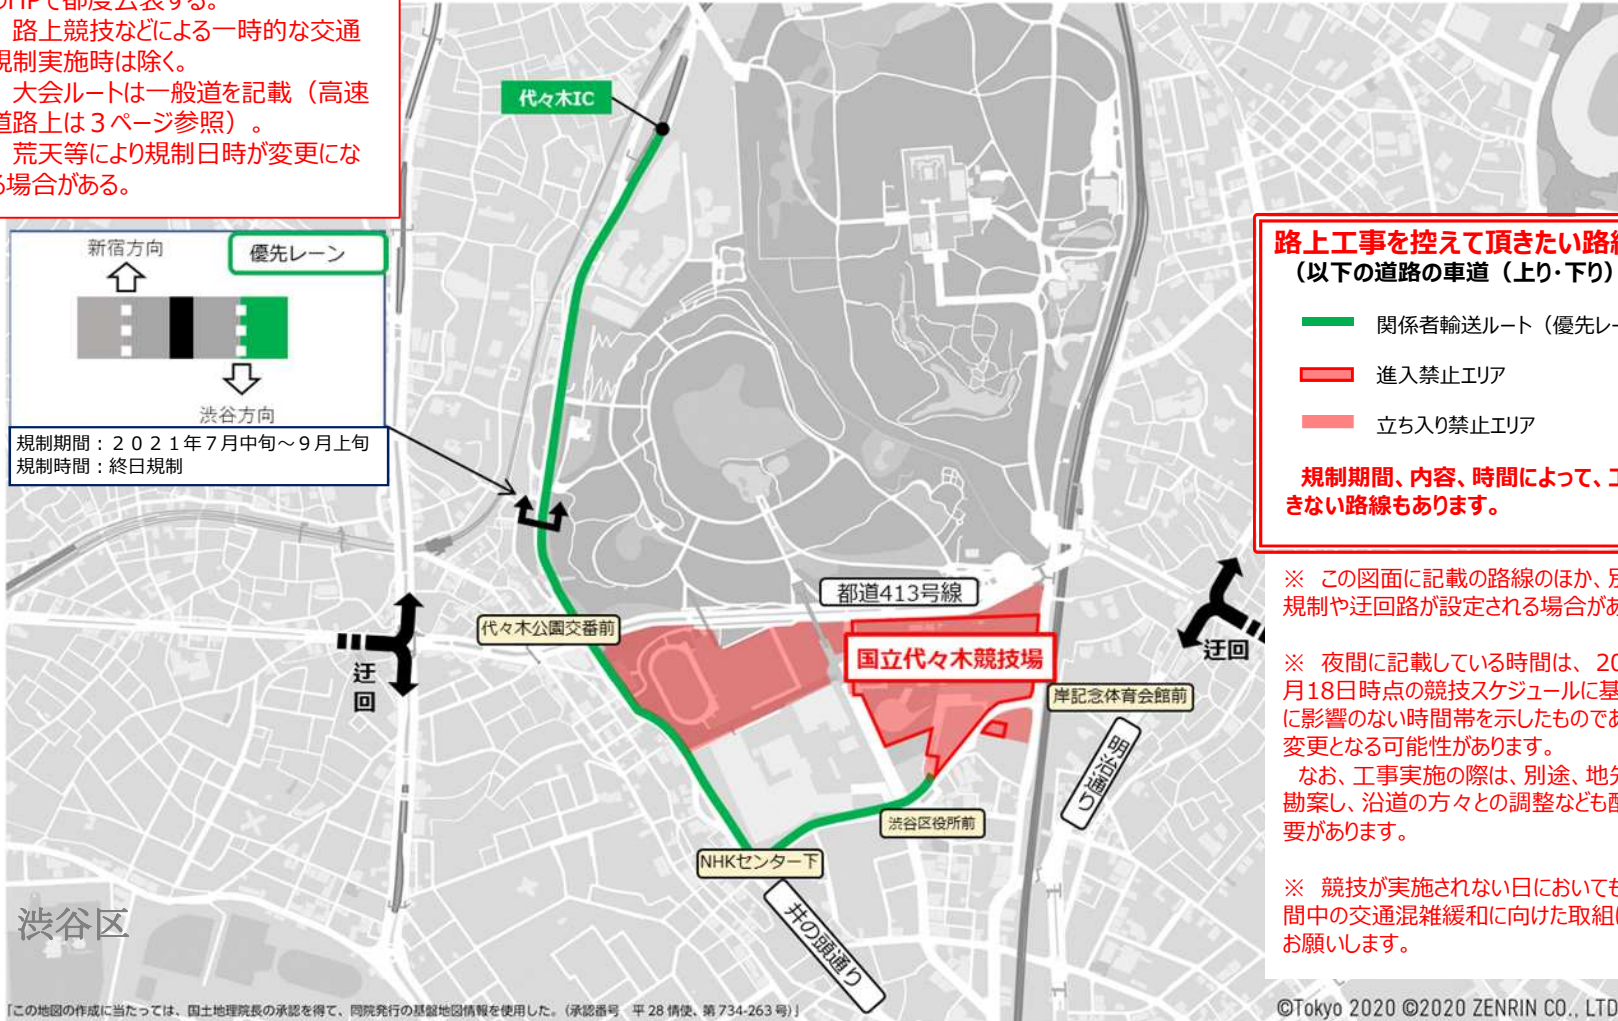 のHPで都度公表する。
路上競技などによる一時的な交通
規制実施時は除く。
大会ルートは一般道を記載（高速
道路上は３ページ参照）。
荒天等により規制日時が変更にな
る場合がある。
新宿方向
優先レーン
渋谷方向
規制期間：２０２１年７月中旬～９月上旬
規制時間：終日規制
代々木IC
都道413号線
代々木公園交番前
国立代々木競技場
岸記念体育会館前
迂回
迂回
明治通り
渋谷区役所前
NHKセンター下
井の頭通り
渋谷区
路上工事を控えて頂きたい路
（以下の道路の車道（上り・下り）
関係者輸送ルート（優先レー
進入禁止エリア
立ち入り禁止エリア
規制期間、内容、時間によって、
きない路線もあります。
※ この図面に記載の路線のほか、
規制や迂回路が設定される場合があ
※ 夜間に記載している時間は、20
月18日時点の競技スケジュールに基
に影響のない時間帯を示したものであ
変更となる可能性があります。
なお、工事実施の際は、別途、地先
勘案し、沿道の方々との調整なども配
要があります。
※ 競技が実施されない日においても
間中の交通混雑緩和に向けた取組
お願いします。
「この地図の作成に当たっては、国土地理院長の承認を得て、同院発行の基盤地図情報を使用した。（承認番号 平 28 情使、第 734-263 号）」
©Tokyo 2020 ©2020 ZENRIN CO., LTD